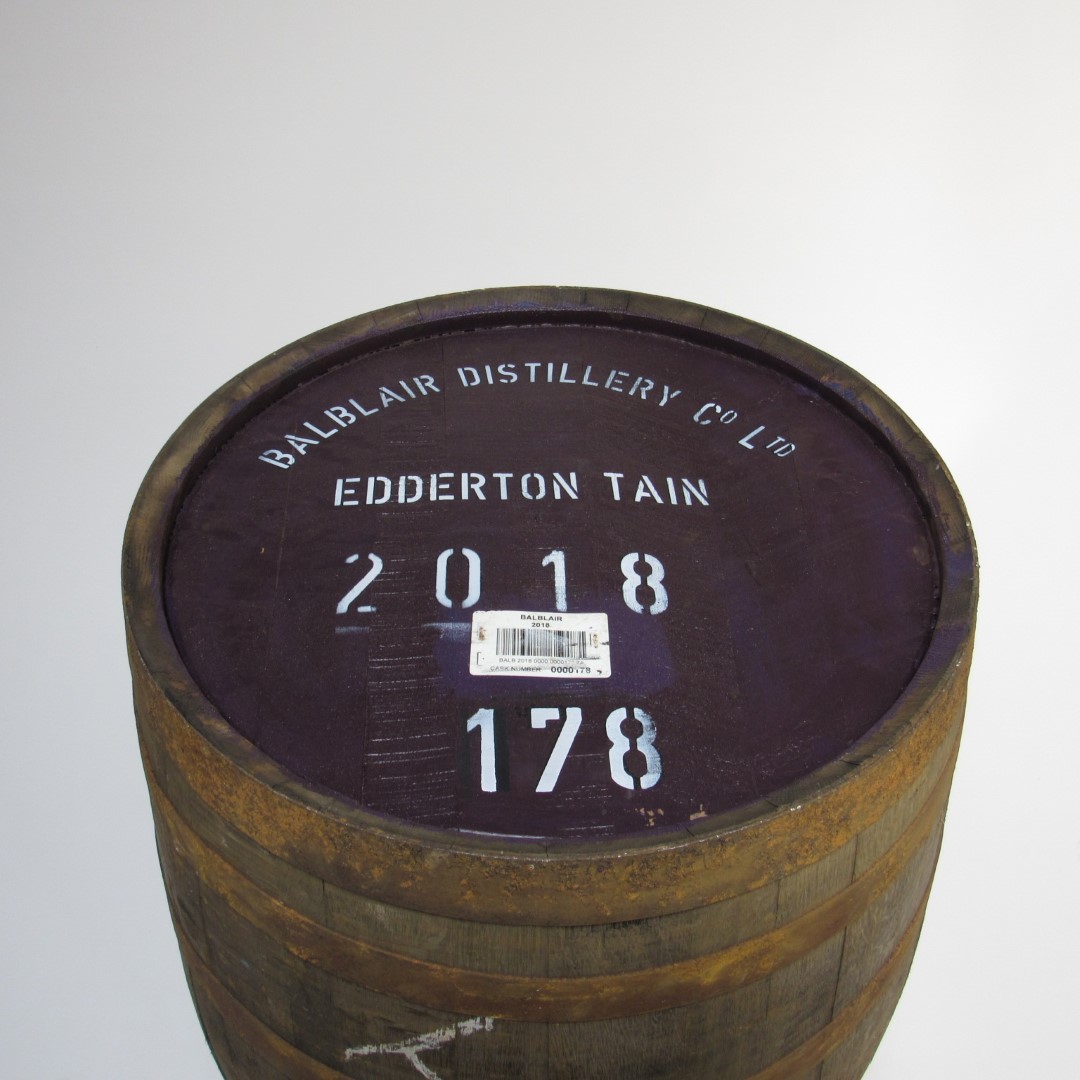 BALBLAIR DISTILLERY Co LTD
EDDERTON TAIN
2018
BALBLAIR
2018
CASK NUMBER 0000178
178